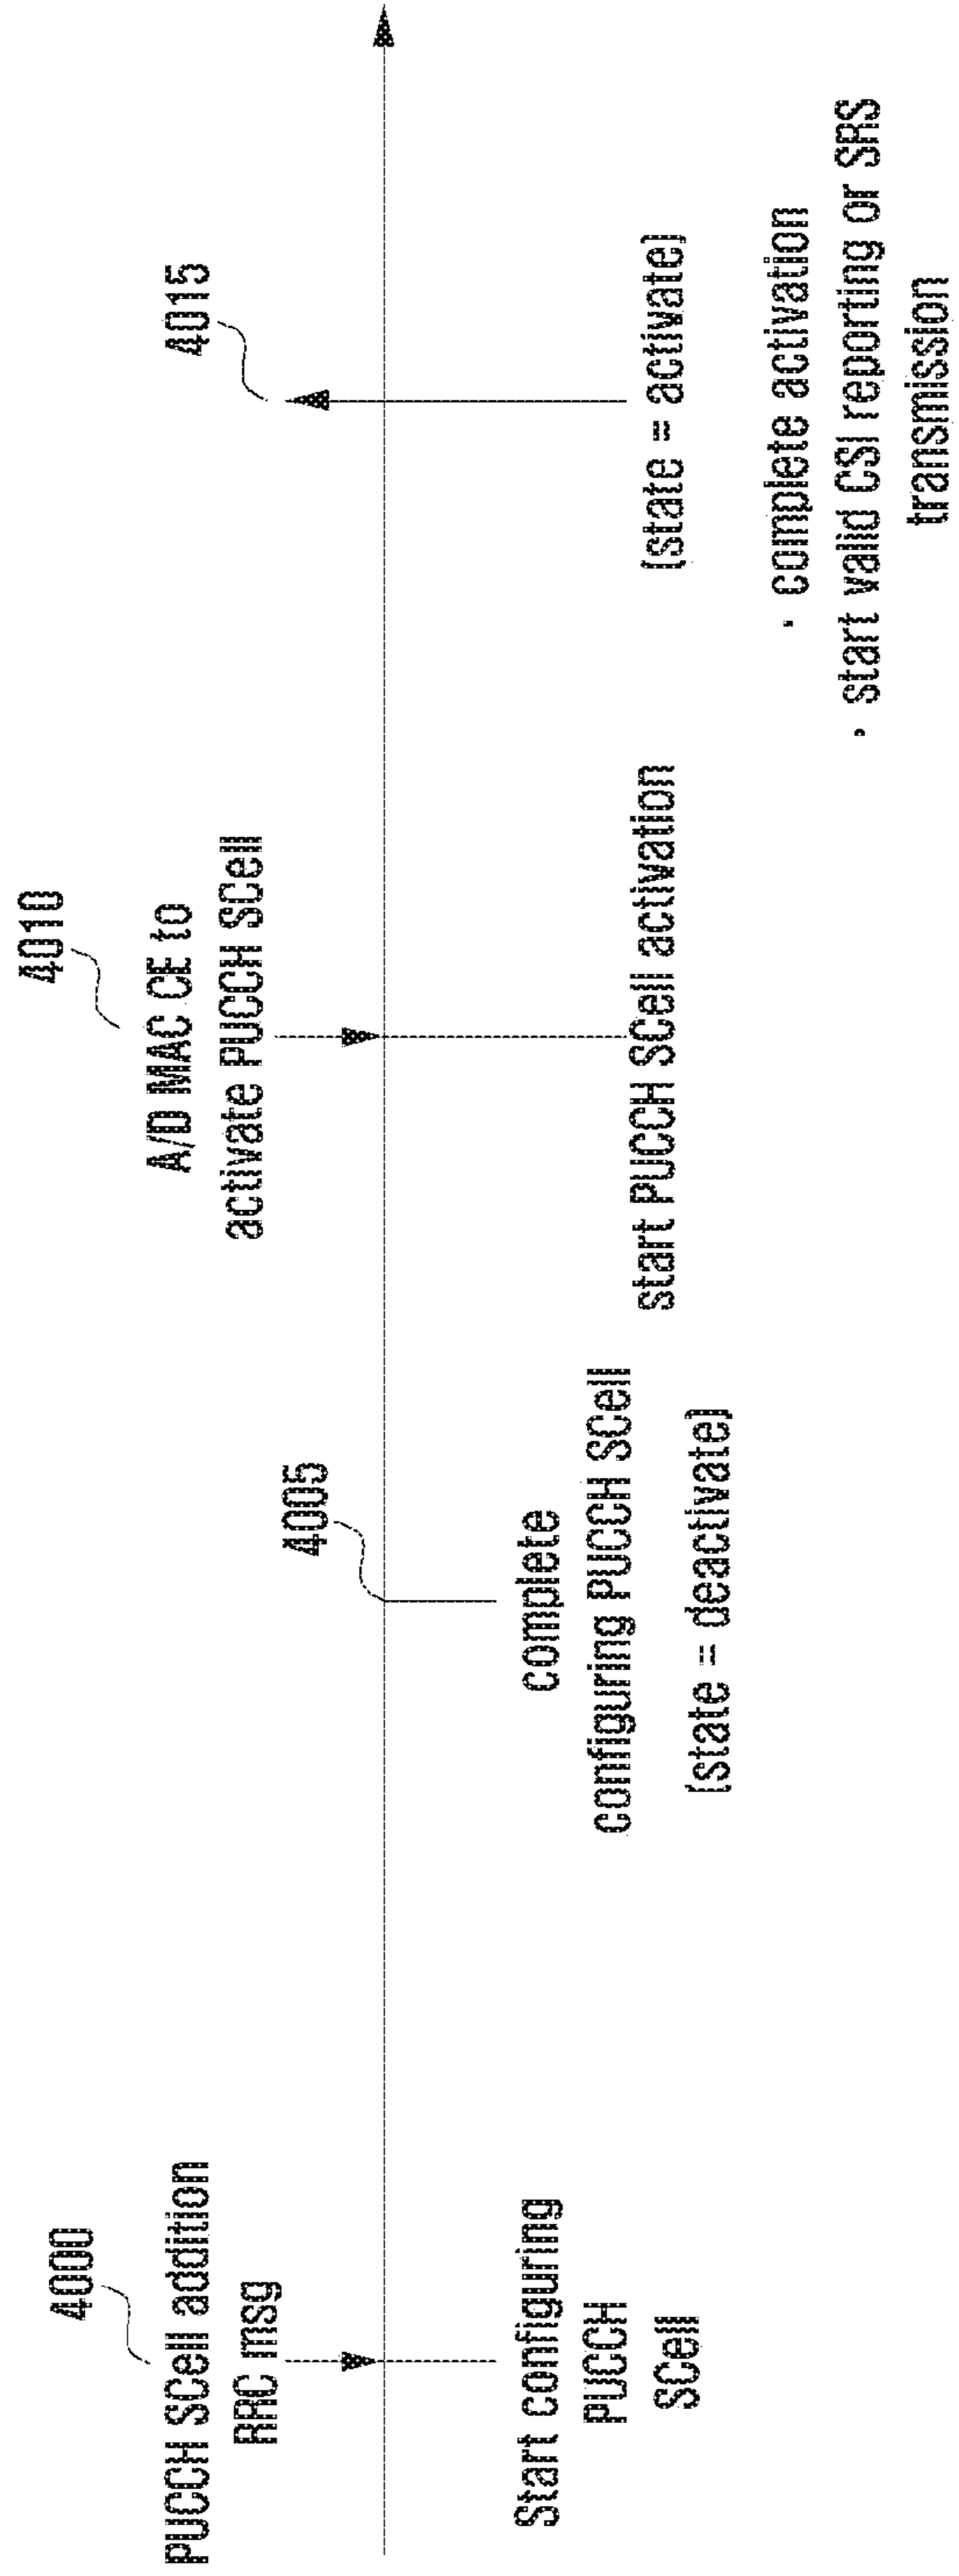 4000
PUCCH SCell addition
RRC msg
Start configuring
PUCCH
SCell
4005
complete
configuring PUCCH SCell
(state = deactivate)
4010
A/D MAC CE to
activate PUCCH SCell
start PUCCH SCell activation
4015
(state = activate)
· complete activation
· start valid CSI reporting or SRS
transmission